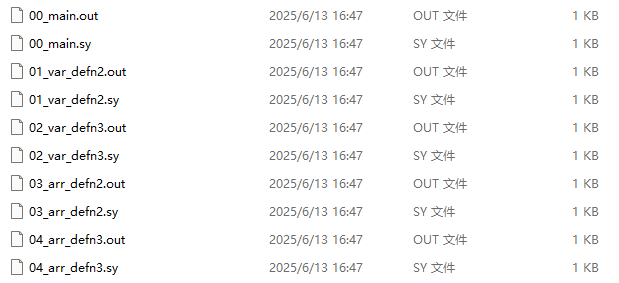 00_main.out 2025/6/13 16:47 OUT 文件 1 KB
00_main.sy 2025/6/13 16:47 SY 文件 1 KB
01_var_defn2.out 2025/6/13 16:47 OUT 文件 1 KB
01_var_defn2.sy 2025/6/13 16:47 SY 文件 1 KB
02_var_defn3.out 2025/6/13 16:47 OUT 文件 1 KB
02_var_defn3.sy 2025/6/13 16:47 SY 文件 1 KB
03_arr_defn2.out 2025/6/13 16:47 OUT 文件 1 KB
03_arr_defn2.sy 2025/6/13 16:47 SY 文件 1 KB
04_arr_defn3.out 2025/6/13 16:47 OUT 文件 1 KB
04_arr_defn3.sy 2025/6/13 16:47 SY 文件 1 KB